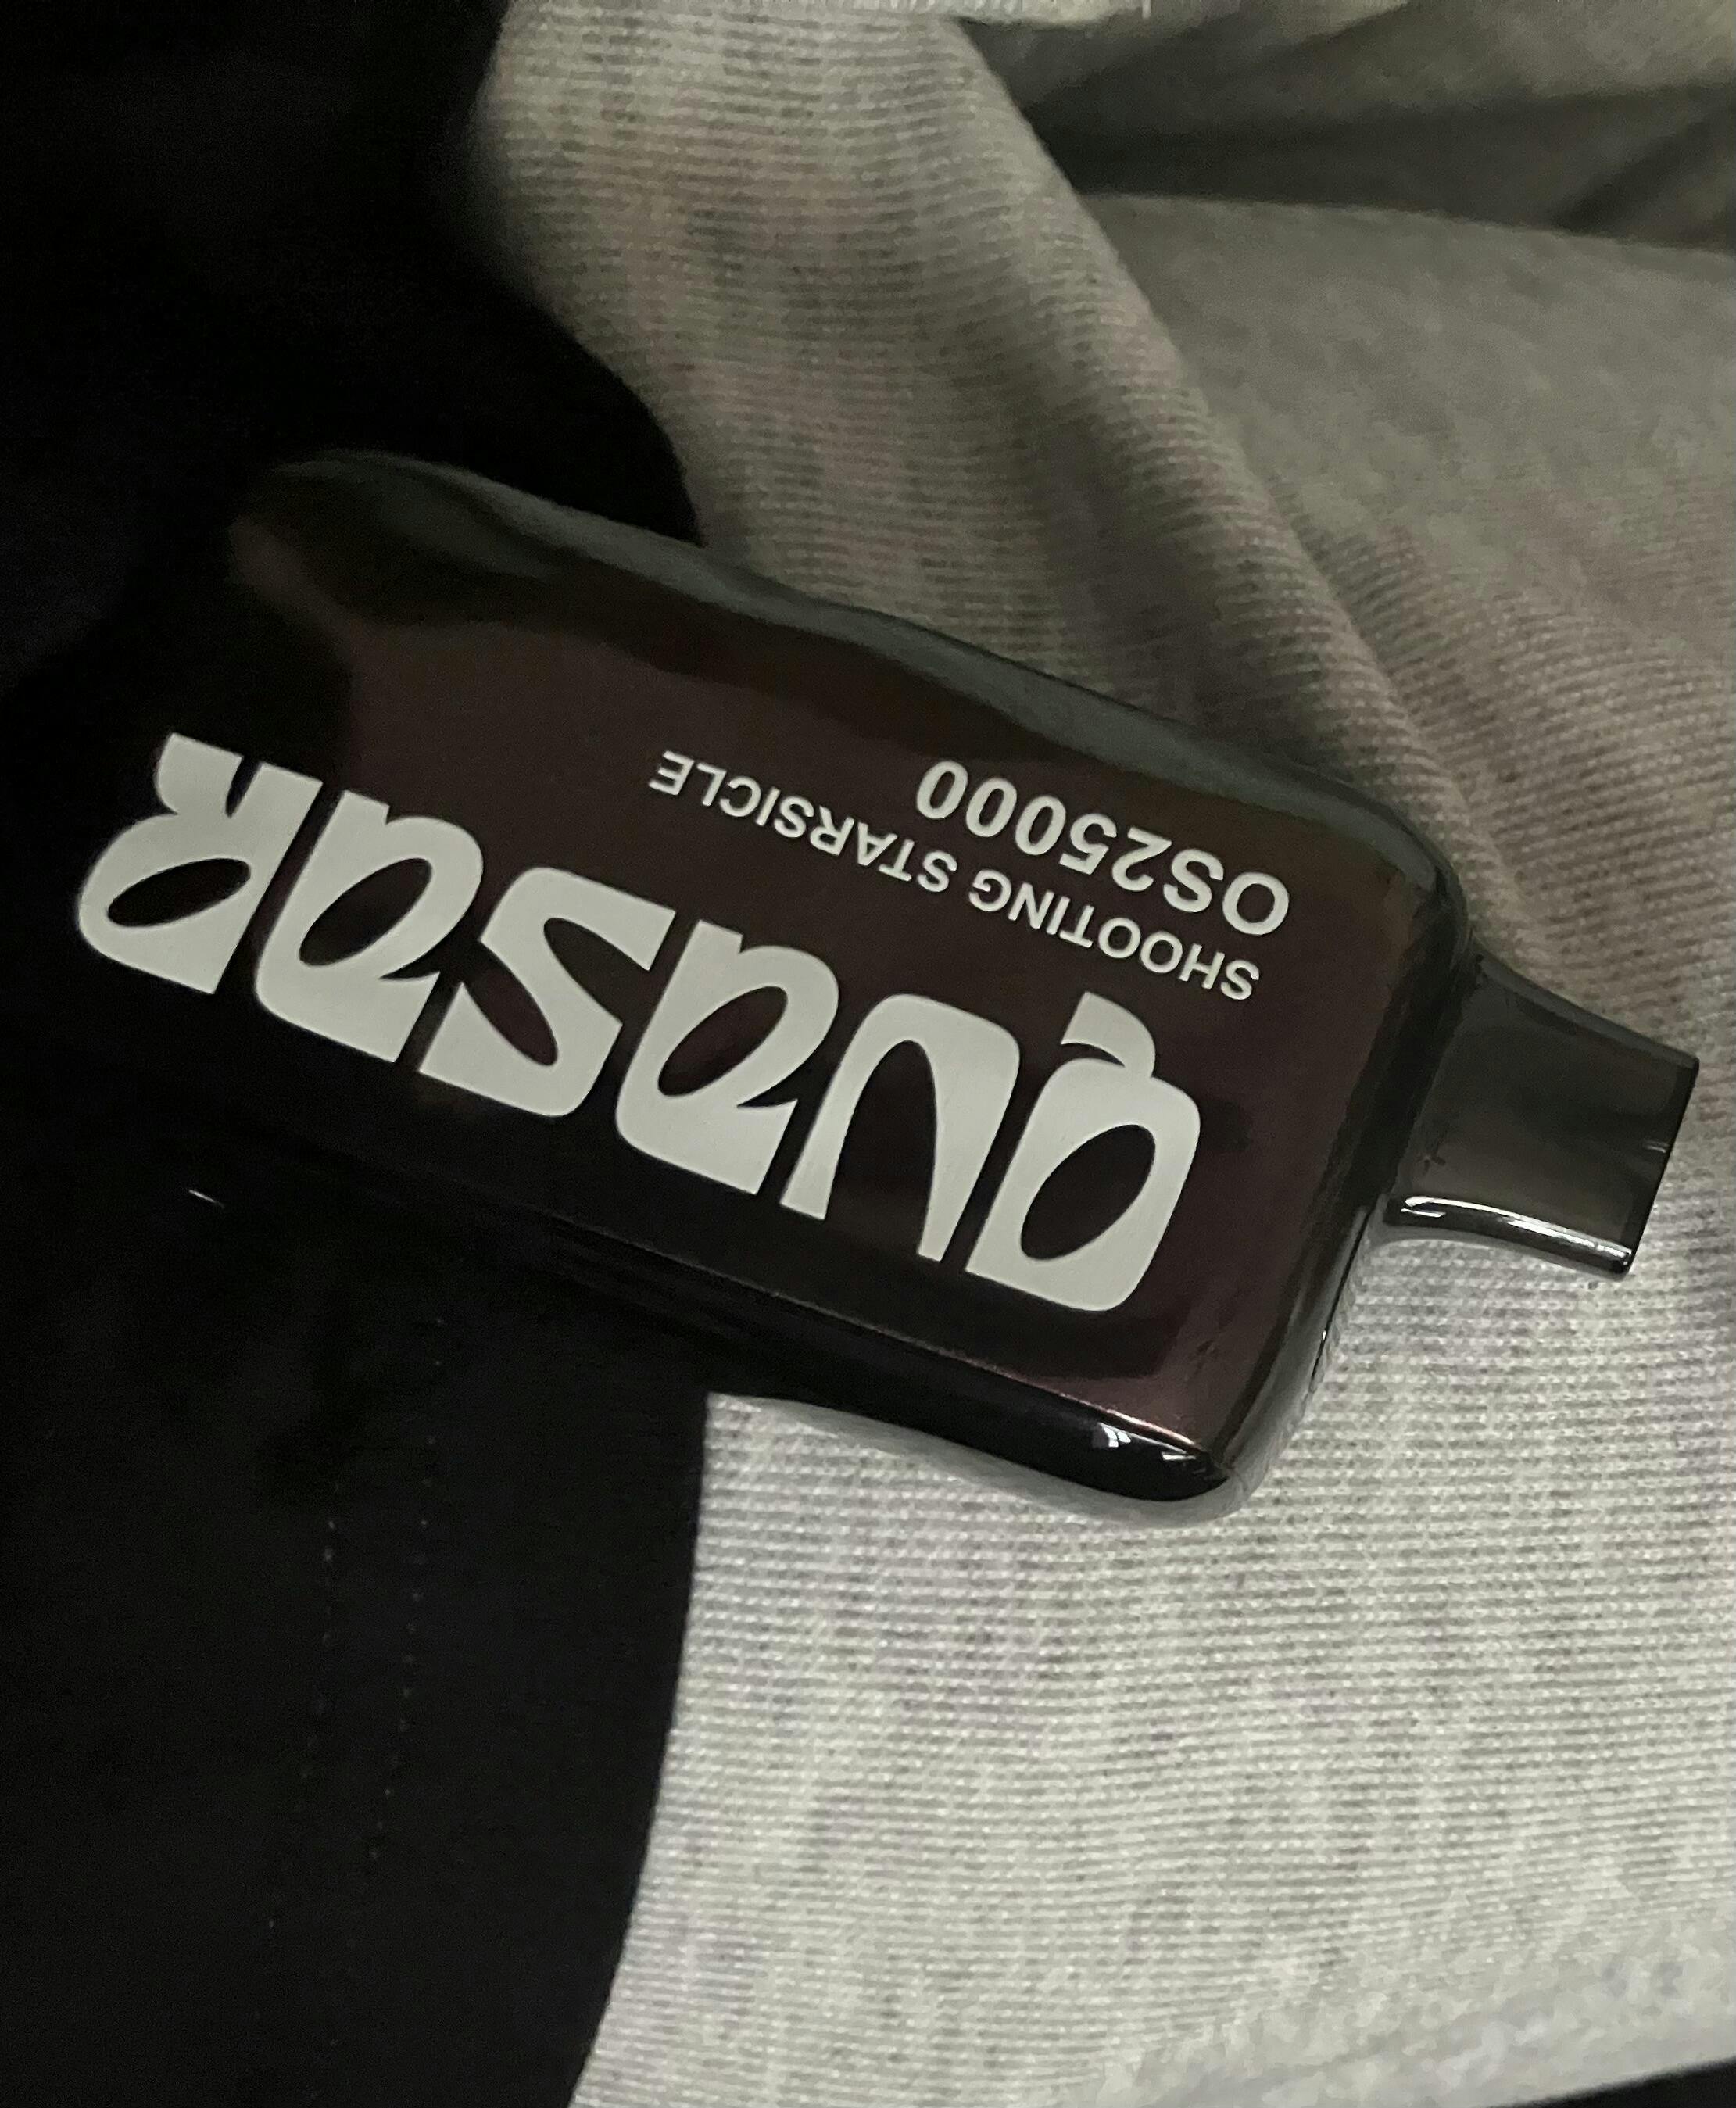 QUASAR
SHOOTING STARSICLE
OS25000